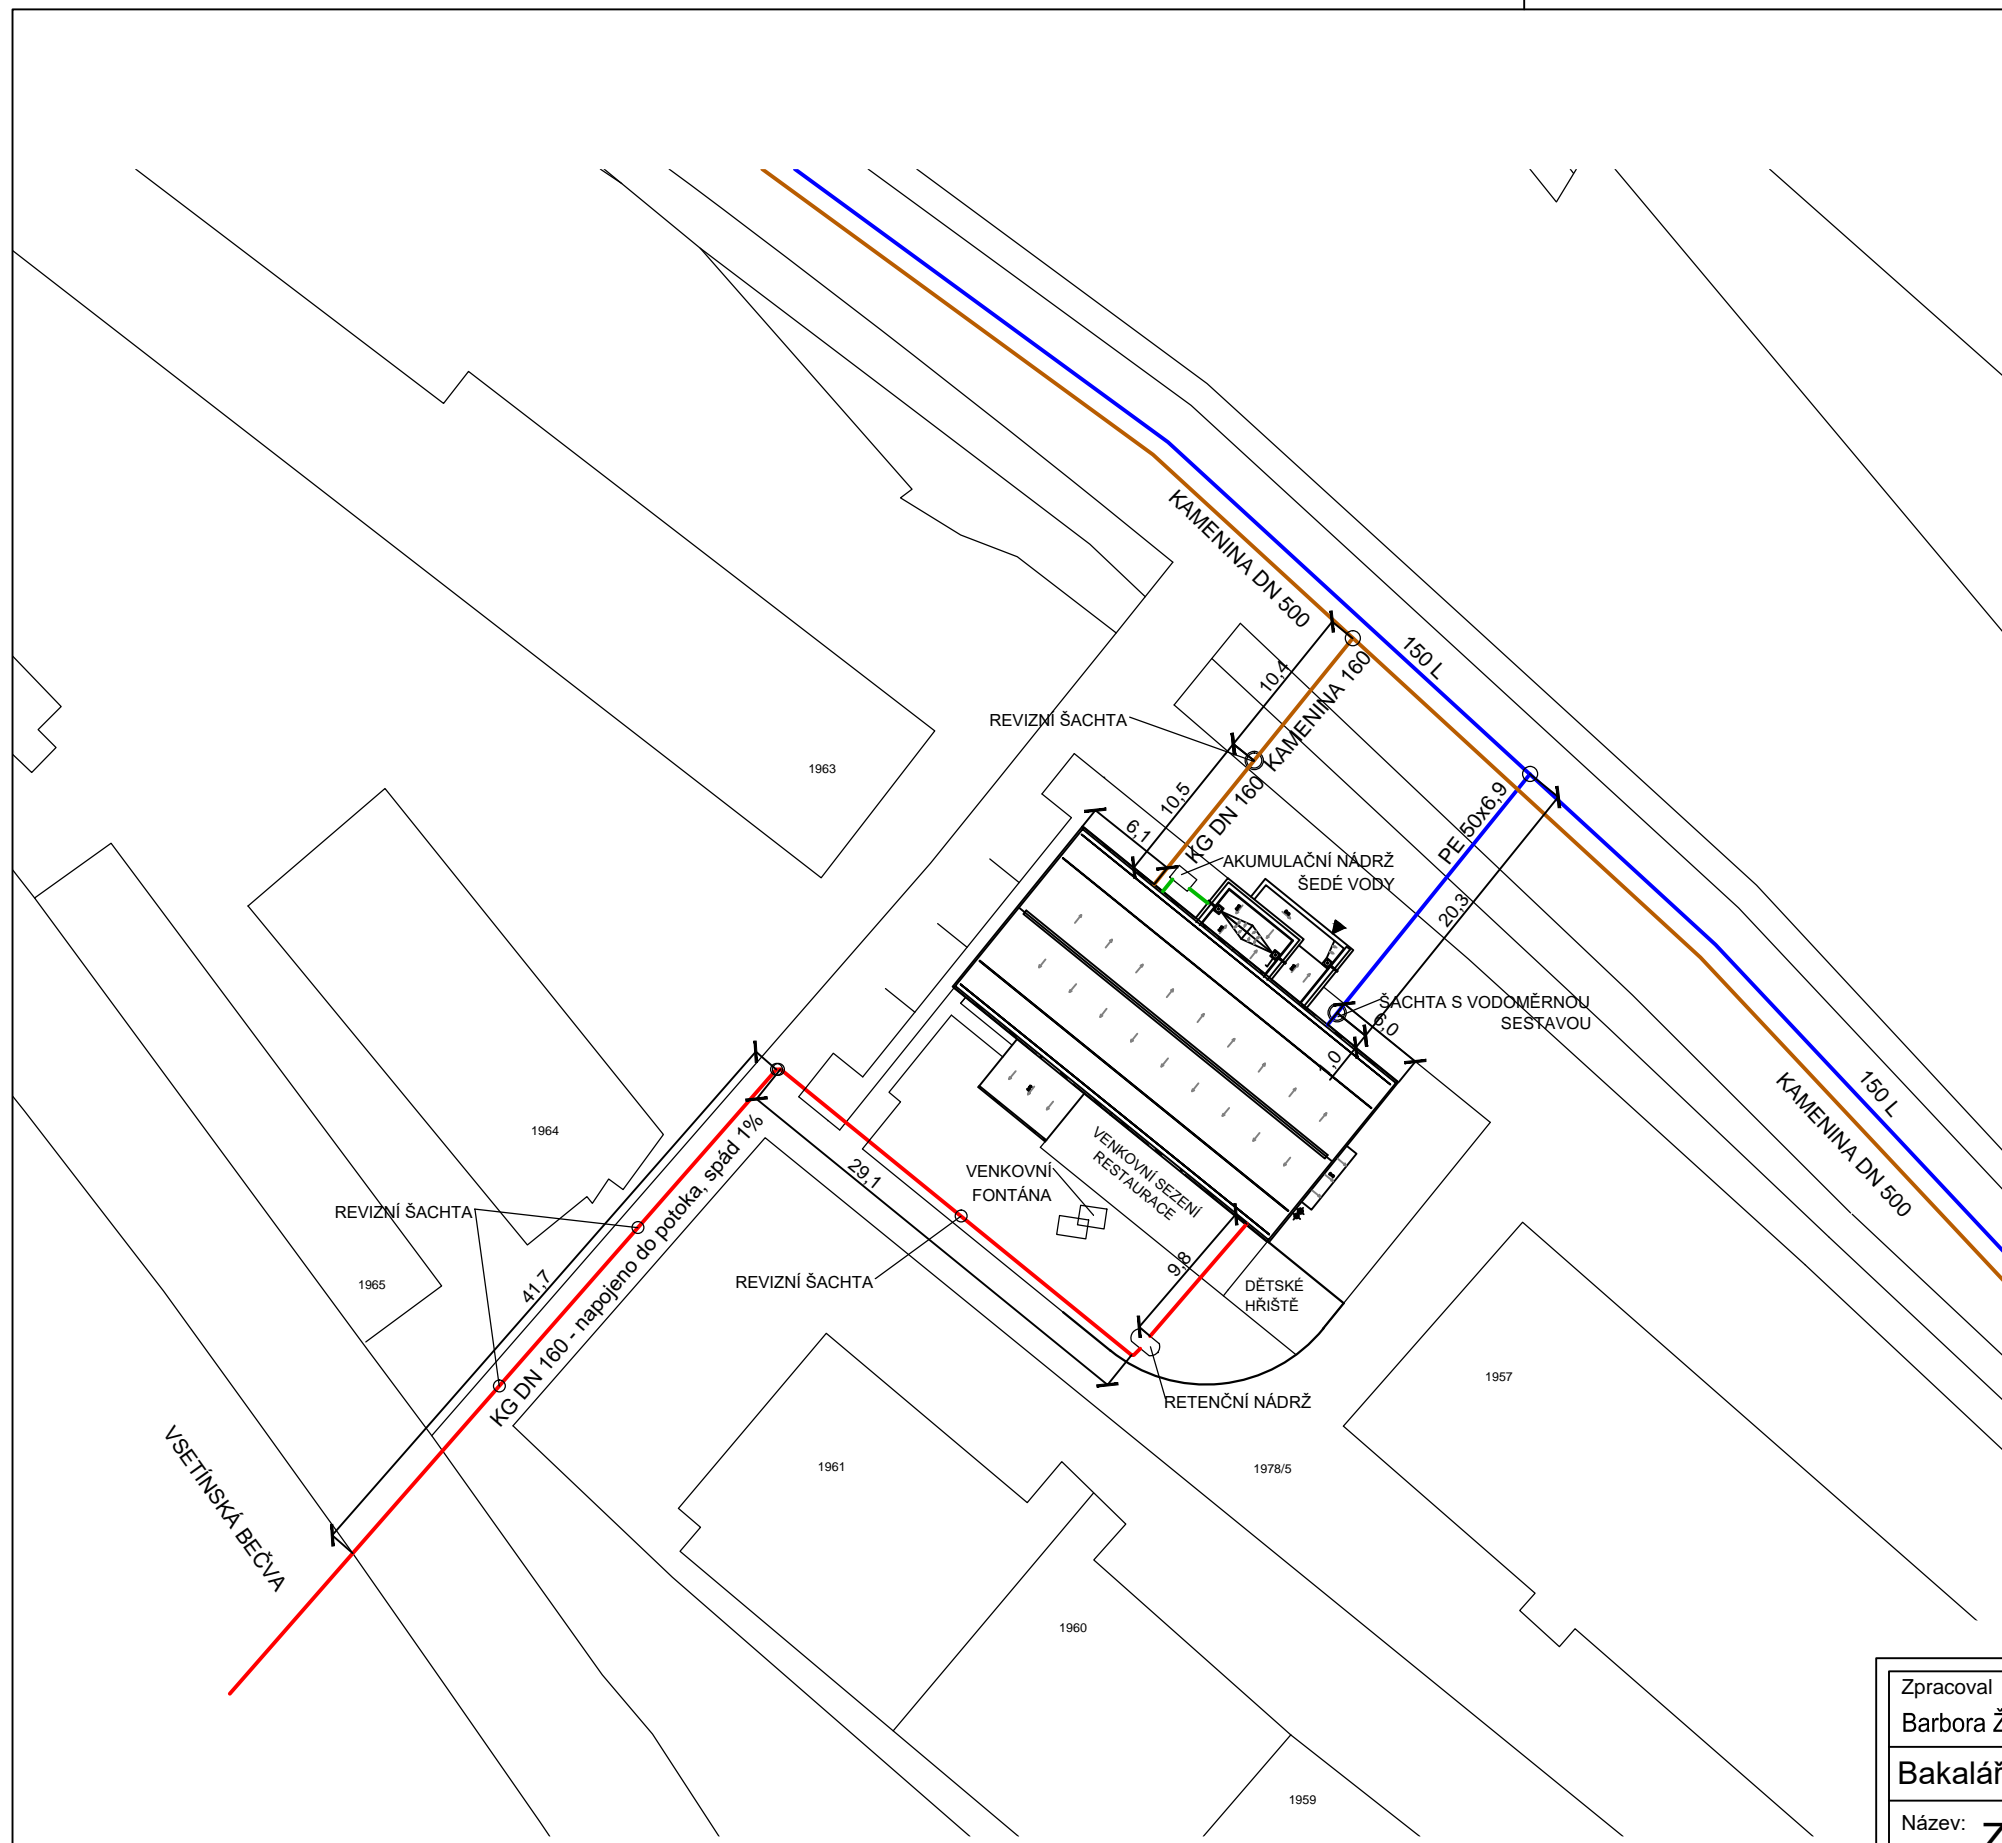 KAMENINA DN 500
150 L
10,4
KAMENINA 160
REVIZNÍ ŠACHTA
1963
10,5
KG DN 160
PE 50x6,9
6,1
AKUMULAČNÍ NÁDRŽ
ŠEDÉ VODY
20,3
ŠACHTA S VODOMĚRNOU
SESTAVOU
6,0
150 L
KAMENINA DN 500
1964
VENKOVNÍ SEZENÍ
RESTAURACE
29,1
VENKOVNÍ
FONTÁNA
REVIZNÍ ŠACHTA
KG DN 160 - napojeno do potoka, spád 1%
41,7
1965
REVIZNÍ ŠACHTA
9,8
DĚTSKÉ
HŘIŠTĚ
RETENČNÍ NÁDRŽ
1957
VSETÍNSKÁ BEČVA
1961
1978/5
1960
1959
Zpracoval
Barbora
Název: